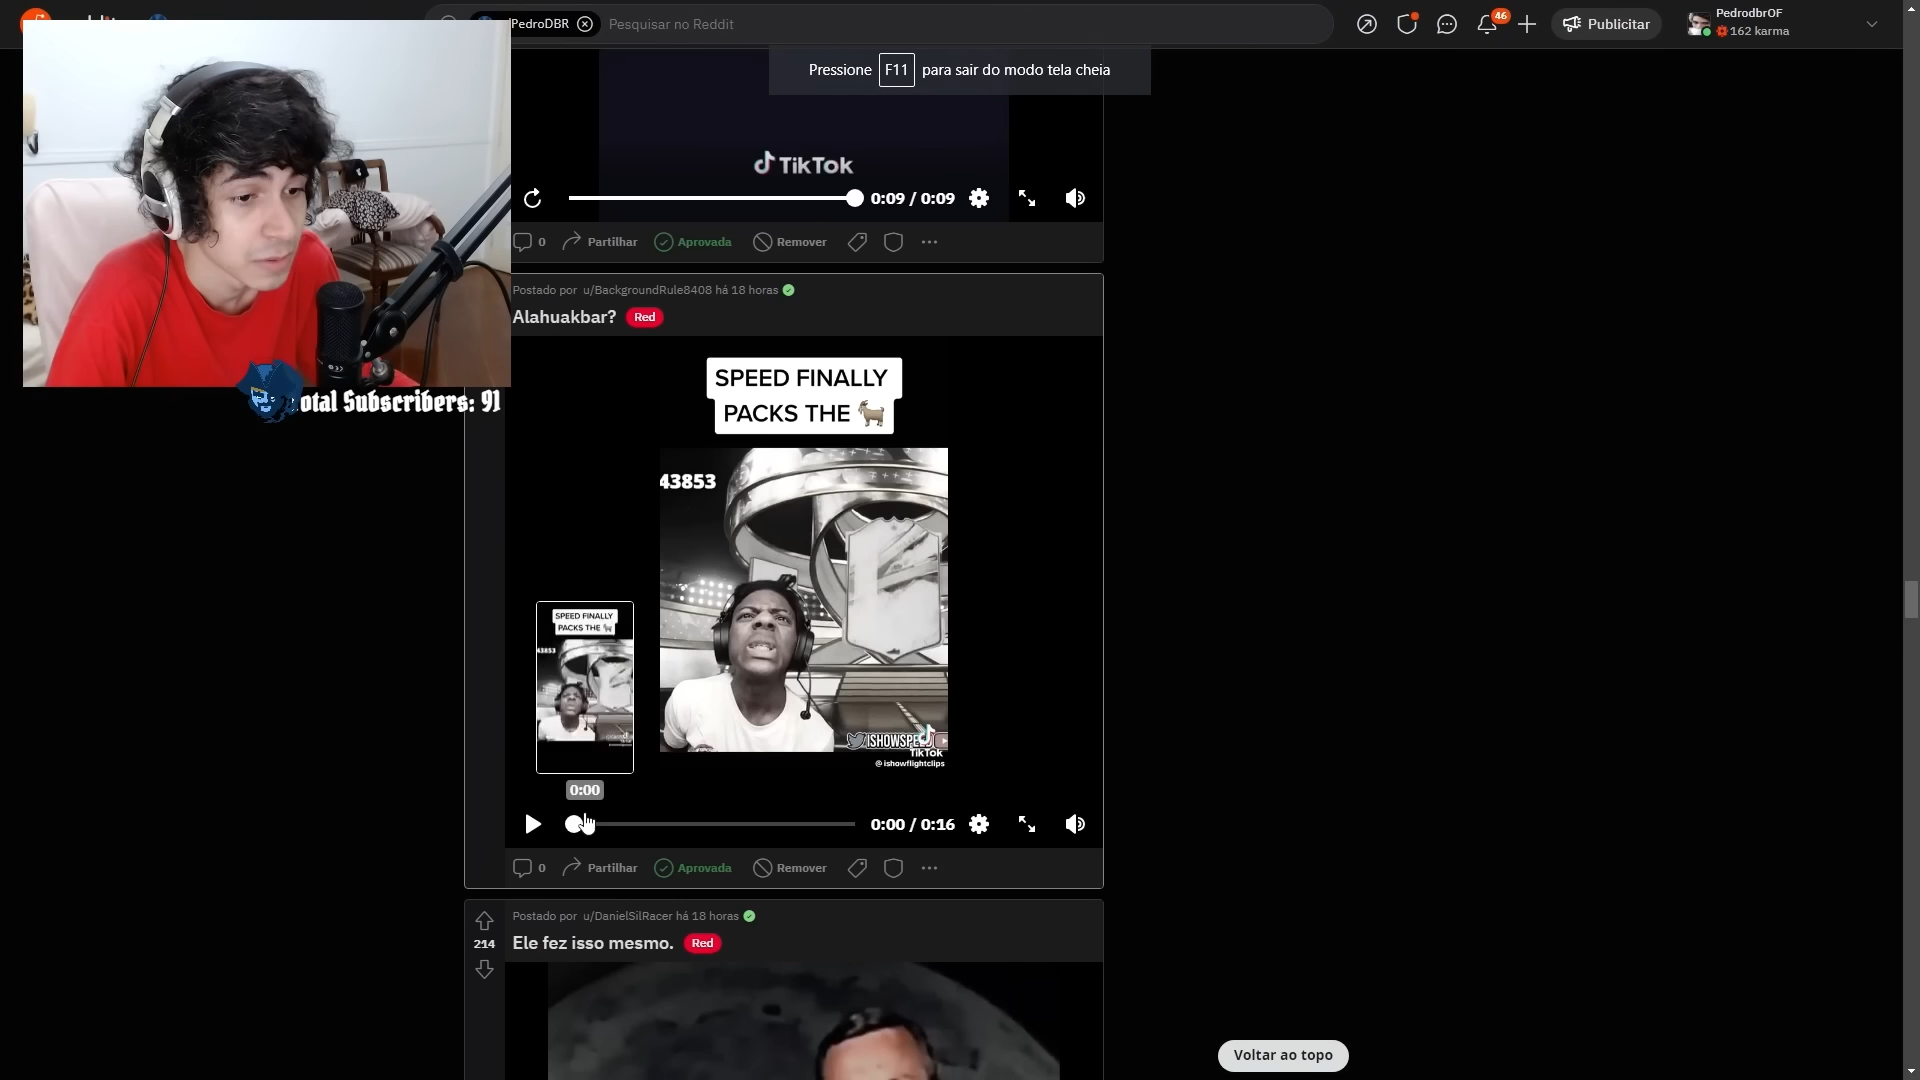 PedroDBR
Pesquisar no Reddit
46
Publicitar
PedrodbrOF
162 karma
Pressione F11 para sair do modo tela cheia
TikTok
0:09 / 0:09
0 Partilhar Aprovada Remover
Postado por u/BackgroundRule8408 há 18 horas
Alahuakbar? Red
otal Subscribers: 91
SPEED FINALLY
PACKS THE 🐐
43853
ISHOWSPE
TikTok
@ishowflightclips
SPEED FINALLY
PACKS THE 🐐
43853
0:00
0:00 / 0:16
0 Partilhar Aprovada Remover
Postado por u/DanielSilRacer há 18 horas
214
Ele fez isso mesmo. Red
Voltar ao topo